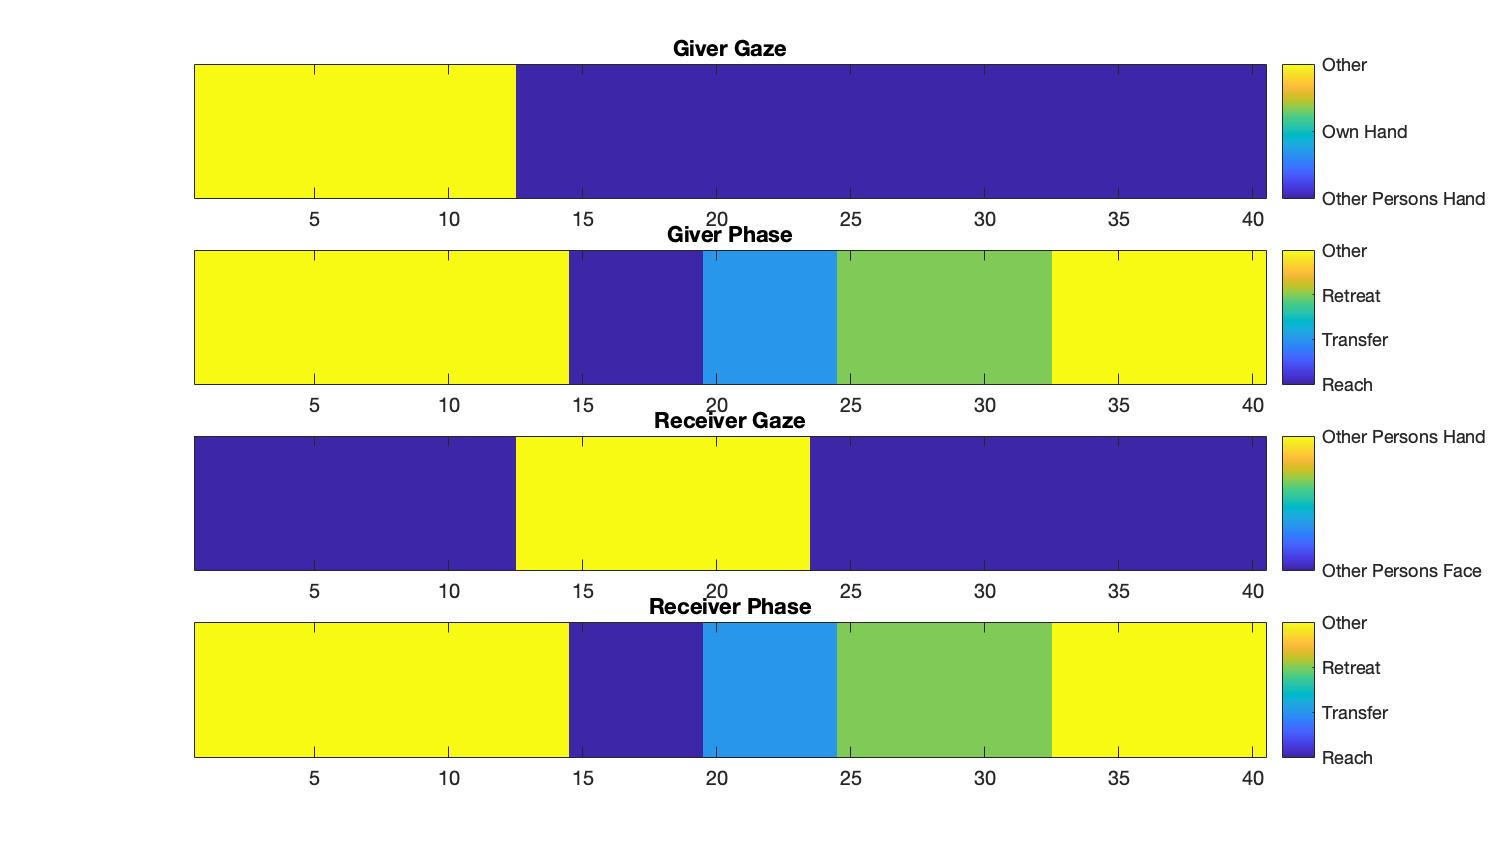 Giver Gaze
Other
Own Hand
Other Persons Hand
5 10 15 20 25 30 35 40
Giver Phase
Other
Retreat
Transfer
Reach
5 10 15 20 25 30 35 40
Receiver Gaze
Other Persons Hand
Other Persons Face
5 10 15 20 25 30 35 40
Receiver Phase
Other
Retreat
Transfer
Reach
5 10 15 20 25 30 35 40